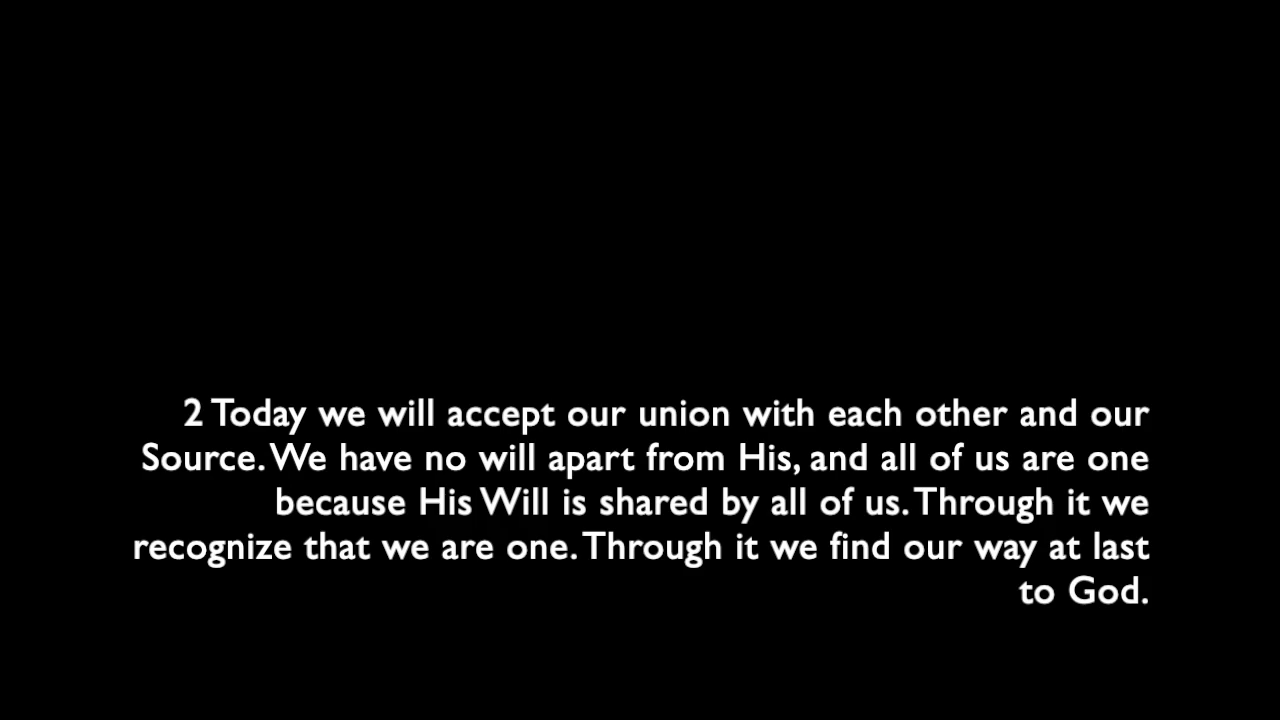 2 Today we will accept our union with each other and our
Source. We have no will apart from His, and all of us are one
because His Will is shared by all of us. Through it we
recognize that we are one. Through it we find our way at last
to God.